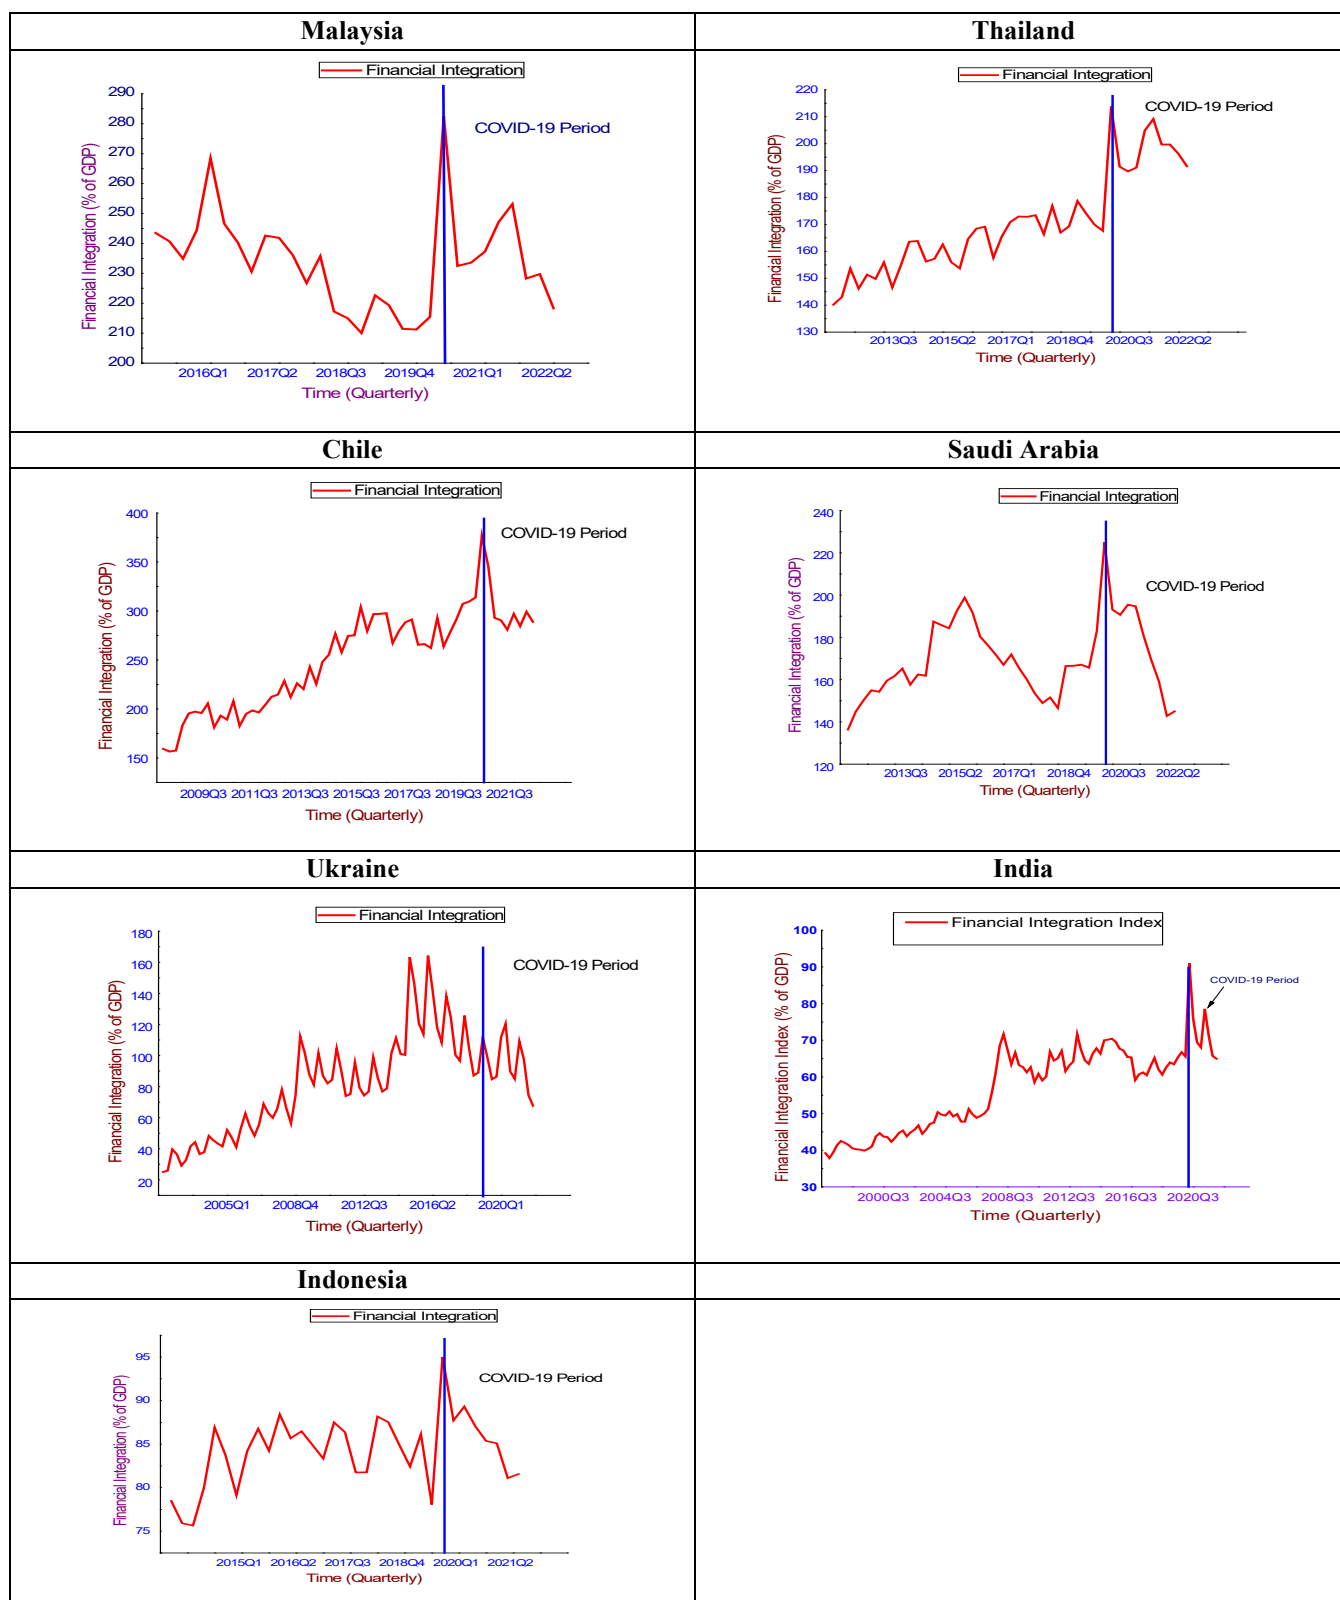 Malaysia
Financial Integration
Financial Integration (% of GDP)
290
280
270
260
250
240
230
220
210
200
COVID-19 Period
2016Q1 2017Q2 2018Q3 2019Q4 2021Q1 2022Q2
Time (Quarterly)
Thailand
Financial Integration
Financial Integration (% of GDP)
220
210
200
190
180
170
160
150
140
130
COVID-19 Period
2013Q3 2015Q2 2017Q1 2018Q4 2020Q3 2022Q2
Time (Quarterly)
Chile
Financial Integration
Financial Integration (% of GDP)
400
350
300
250
200
150
COVID-19 Period
2009Q3 2011Q3 2013Q3 2015Q3 2017Q3 2019Q3 2021Q3
Time (Quarterly)
Saudi Arabia
Financial Integration
Financial Integration (% of GDP)
240
220
200
180
160
140
120
COVID-19 Period
2013Q3 2015Q2 2017Q1 2018Q4 2020Q3 2022Q2
Time (Quarterly)
Ukraine
Financial Integration
Financial Integration (% of GDP)
180
160
140
120
100
80
60
40
20
COVID-19 Period
2005Q1 2008Q4 2012Q3 2016Q2 2020Q1
Time (Quarterly)
India
Financial Integration Index
Financial Integration Index (% of GDP)
100
90
80
70
60
50
40
30
COVID-19 Period
2000Q3 2004Q3 2008Q3 2012Q3 2016Q3 2020Q3
Time (Quarterly)
Indonesia
Financial Integration
Financial Integration (% of GDP)
95
90
85
80
75
COVID-19 Period
2015Q1 2016Q2 2017Q3 2018Q4 2020Q1 2021Q2
Time (Quarterly)